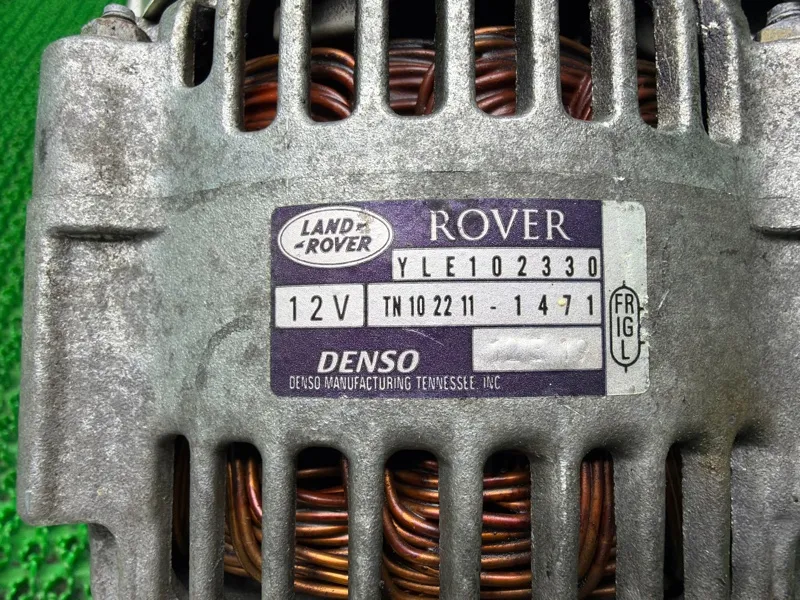 LAND
ROVER
ROVER
YLE102330
12V
TN 10 22 11 - 1471
DENSO
DENSO MANUFACTURING TENNESSEE, INC
FR
IG
L